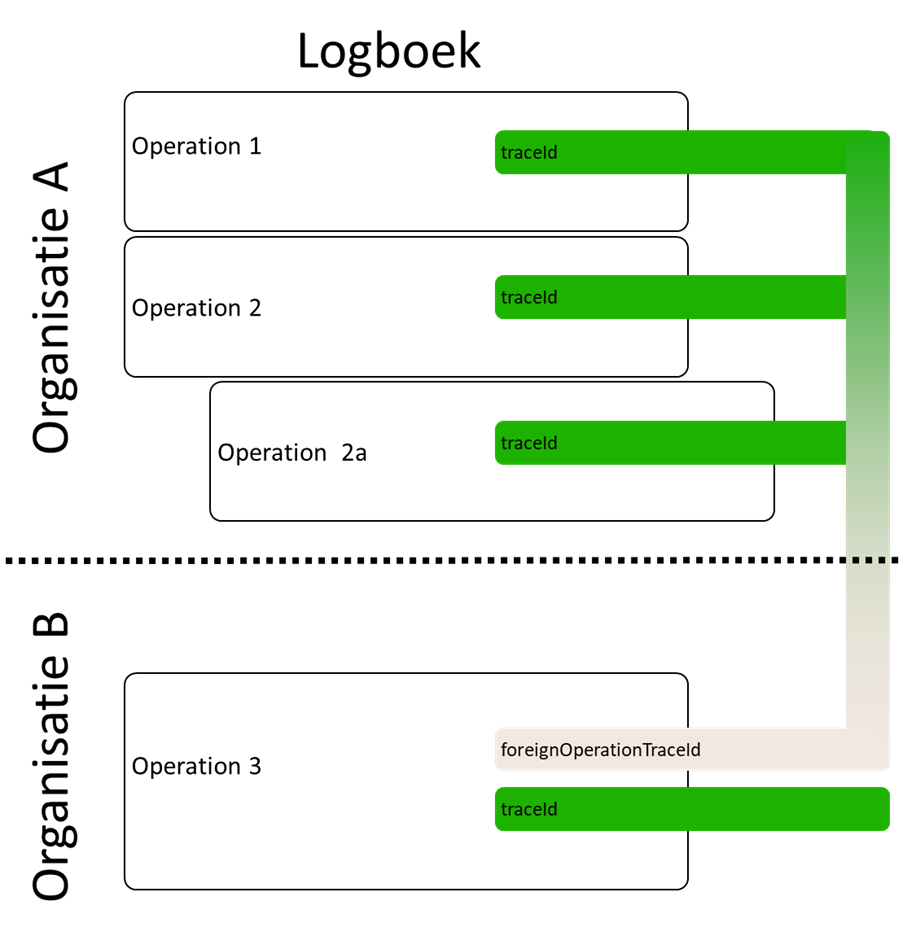 Logboek
Organisatie A
Operation 1
traceId
Operation 2
traceId
Operation  2a
traceId
Organisatie B
Operation 3
foreignOperationTraceId
traceId